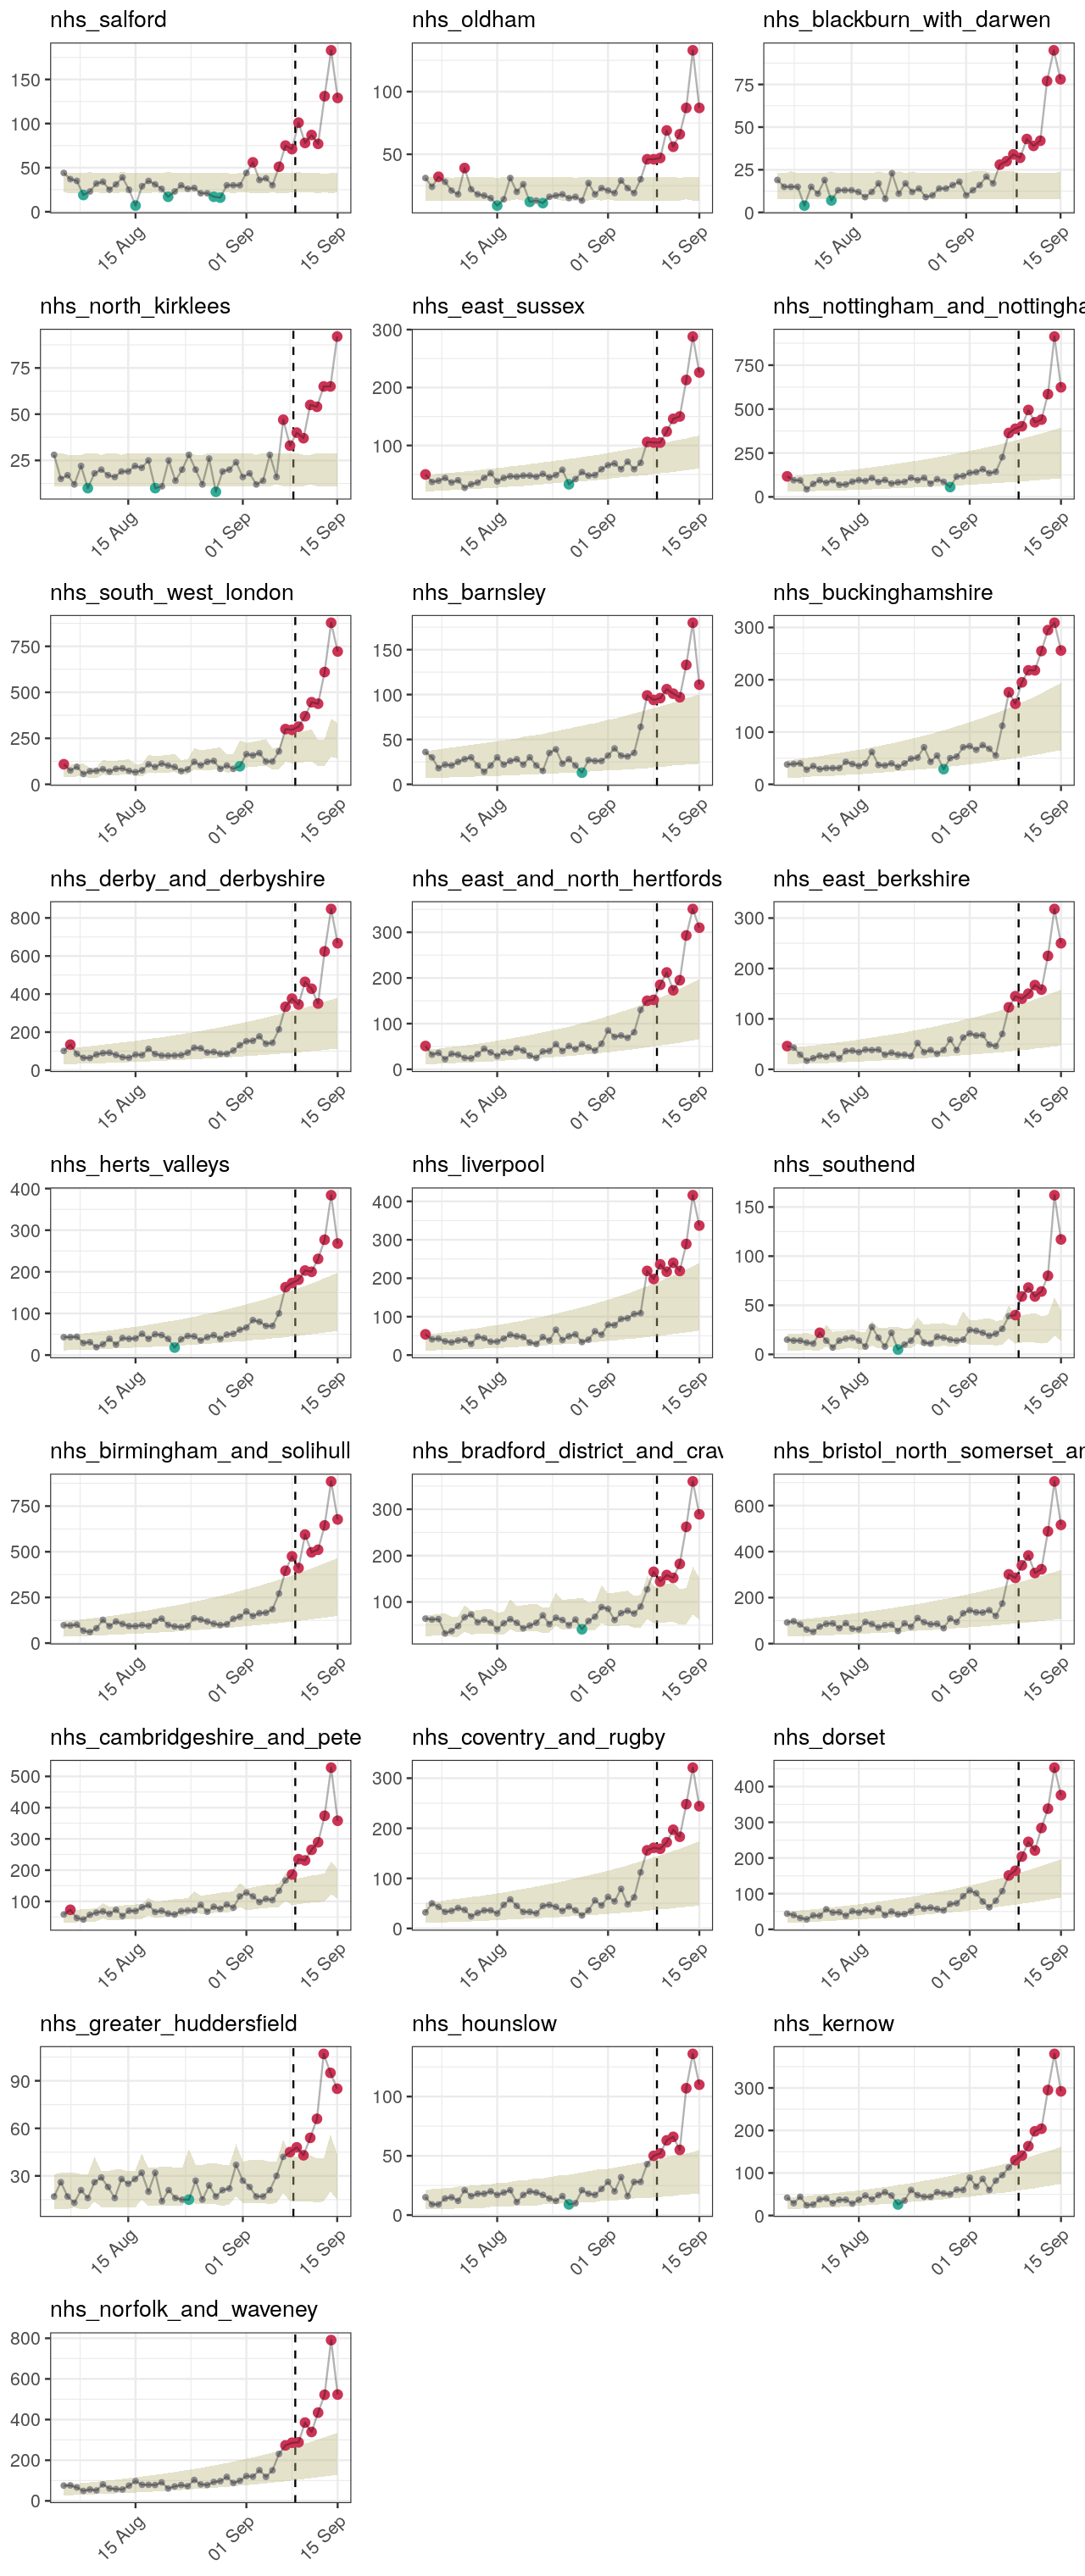 nhs_salford
150
100
50
0
15 Aug
01 Sep
15 Sep
nhs_oldham
100
50
15 Aug
01 Sep
15 Sep
nhs_blackburn_with_darwen
75
50
25
0
15 Aug
01 Sep
15 Sep
nhs_north_kirklees
75
50
25
15 Aug
01 Sep
15 Sep
nhs_east_sussex
300
200
100
15 Aug
01 Sep
15 Sep
nhs_nottingham_and_nottingha
750
500
250
0
15 Aug
01 Sep
15 Sep
nhs_south_west_london
750
500
250
0
15 Aug
01 Sep
15 Sep
nhs_barnsley
150
100
50
0
15 Aug
01 Sep
15 Sep
nhs_buckinghamshire
300
200
100
0
15 Aug
01 Sep
15 Sep
nhs_derby_and_derbyshire
800
600
400
200
0
15 Aug
01 Sep
15 Sep
nhs_east_and_north_hertfords
300
200
100
0
15 Aug
01 Sep
15 Sep
nhs_east_berkshire
300
200
100
0
15 Aug
01 Sep
15 Sep
nhs_herts_valleys
400
300
200
100
0
15 Aug
01 Sep
15 Sep
nhs_liverpool
400
300
200
100
0
15 Aug
01 Sep
15 Sep
nhs_southend
150
100
50
0
15 Aug
01 Sep
15 Sep
nhs_birmingham_and_solihull
750
500
250
0
15 Aug
01 Sep
15 Sep
nhs_bradford_district_and_crav
300
200
100
15 Aug
01 Sep
15 Sep
nhs_bristol_north_somerset_an
600
400
200
0
15 Aug
01 Sep
15 Sep
nhs_cambridgeshire_and_pete
500
400
300
200
100
15 Aug
01 Sep
15 Sep
nhs_coventry_and_rugby
300
200
100
0
15 Aug
01 Sep
15 Sep
nhs_dorset
400
300
200
100
0
15 Aug
01 Sep
15 Sep
nhs_greater_huddersfield
90
60
30
15 Aug
01 Sep
15 Sep
nhs_hounslow
100
50
0
15 Aug
01 Sep
15 Sep
nhs_kernow
300
200
100
0
15 Aug
01 Sep
15 Sep
nhs_norfolk_and_waveney
800
600
400
200
0
15 Aug
01 Sep
15 Sep